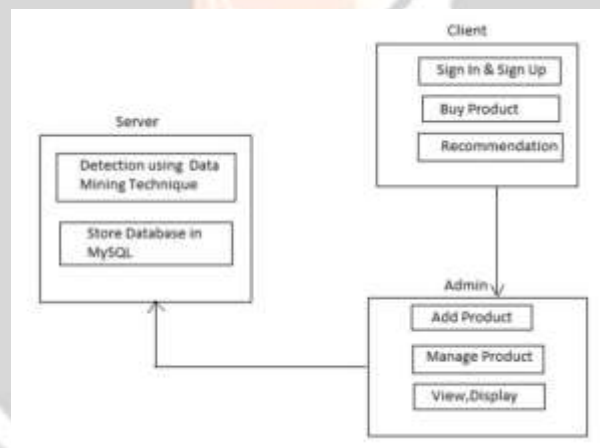 Client
Sign In & Sign Up
Buy Product
Recommendation
Server
Detection using Data
Mining Technique
Store Database in
MySQL
Admin
Add Product
Manage Product
View,Display